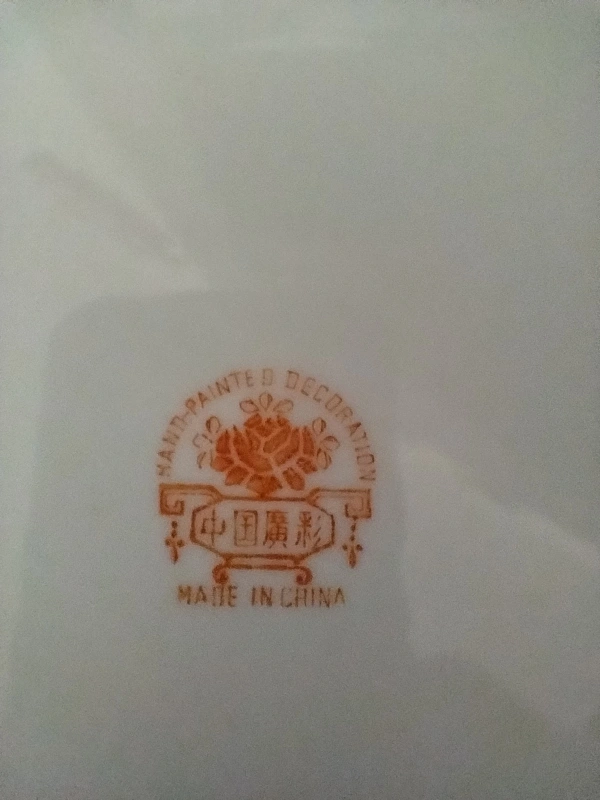 HAND-PAINTED DECORATION
中国廣彩
MADE IN CHINA